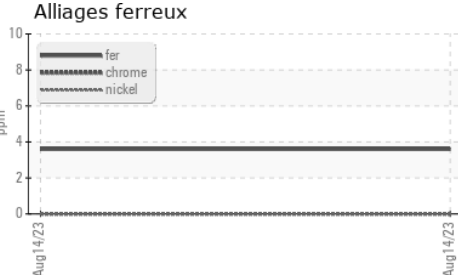 Alliages ferreux
10
8
6
4
2
0
ppm
fer
chrome
nickel
Aug14/23
Aug14/23